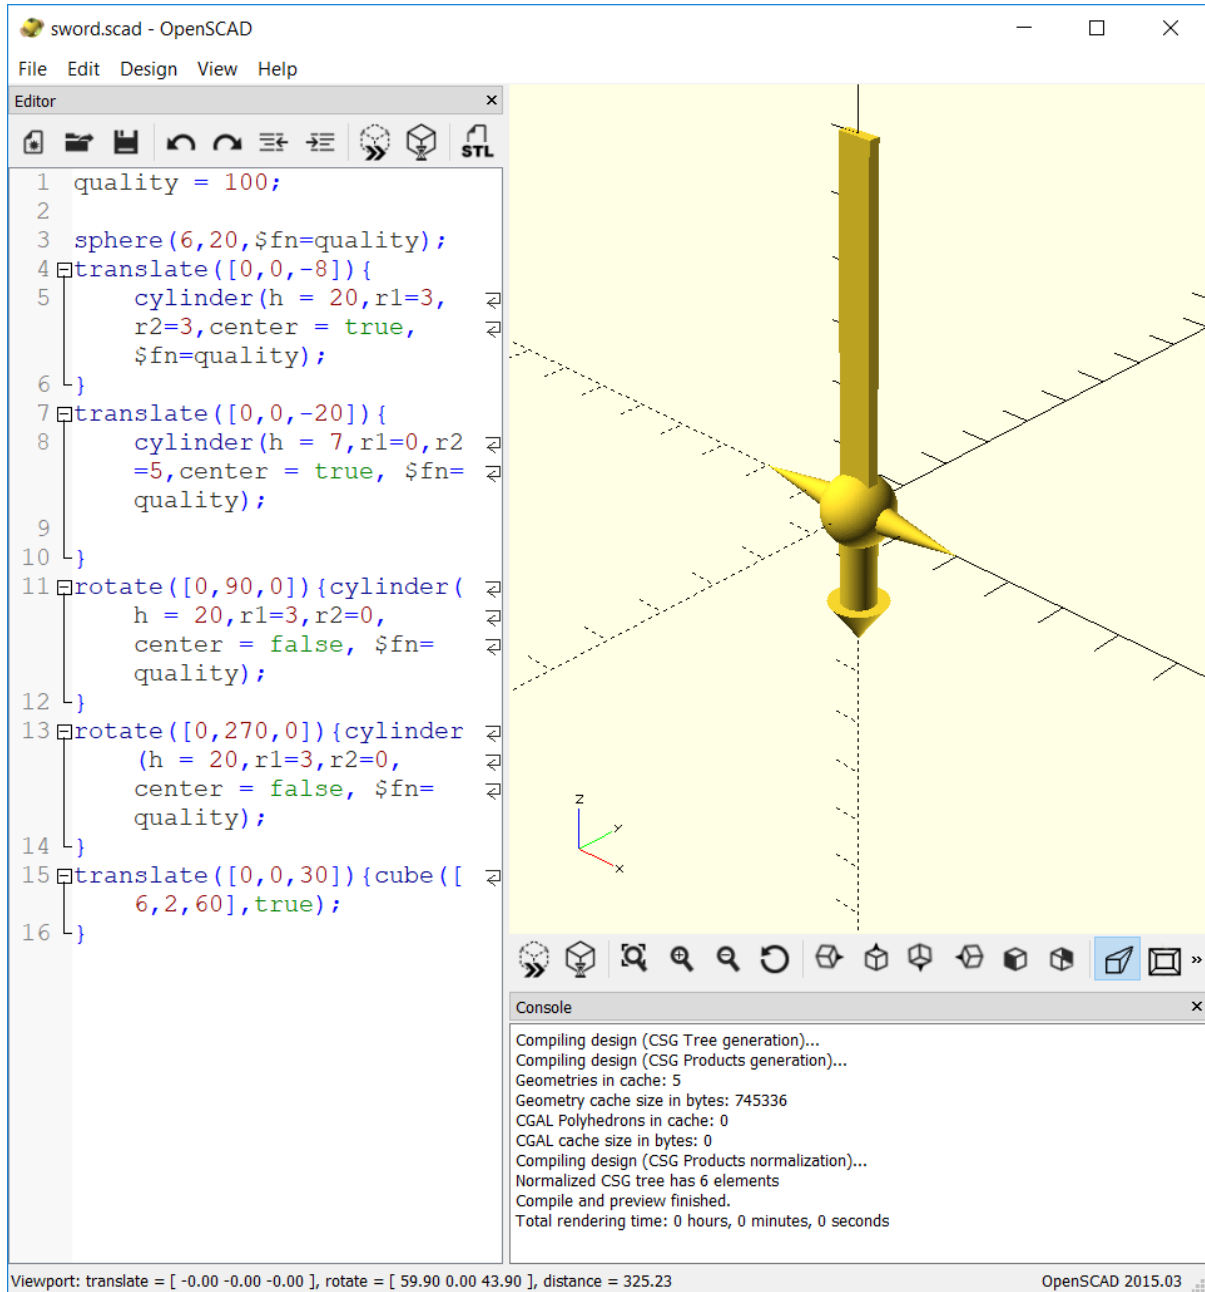 sword.scad - OpenSCAD
File Edit Design View Help
Editor
STL
1 quality = 100;
2
3 sphere(6,20,$fn=quality);
4 translate([0,0,-8]){
5 cylinder(h = 20,r1=3,
r2=3,center = true,
$fn=quality);
6 }
7 translate([0,0,-20]){
8 cylinder(h = 7,r1=0,r2
=5,center = true, $fn=
quality);
9
10 }
11 rotate([0,90,0]){cylinder(
h = 20,r1=3,r2=0,
center = false, $fn=
quality);
12 }
13 rotate([0,270,0]){cylinder
(h = 20,r1=3,r2=0,
center = false, $fn=
quality);
14 }
15 translate([0,0,30]){cube([
6,2,60],true);
16 }
z
y
x
Console
Compiling design (CSG Tree generation)...
Compiling design (CSG Products generation)...
Geometries in cache: 5
Geometry cache size in bytes: 745336
CGAL Polyhedrons in cache: 0
CGAL cache size in bytes: 0
Compiling design (CSG Products normalization)...
Normalized CSG tree has 6 elements
Compile and preview finished.
Total rendering time: 0 hours, 0 minutes, 0 seconds
Viewport: translate = [ -0.00 -0.00 -0.00 ], rotate = [ 59.90 0.00 43.90 ], distance = 325.23
OpenSCAD 2015.03